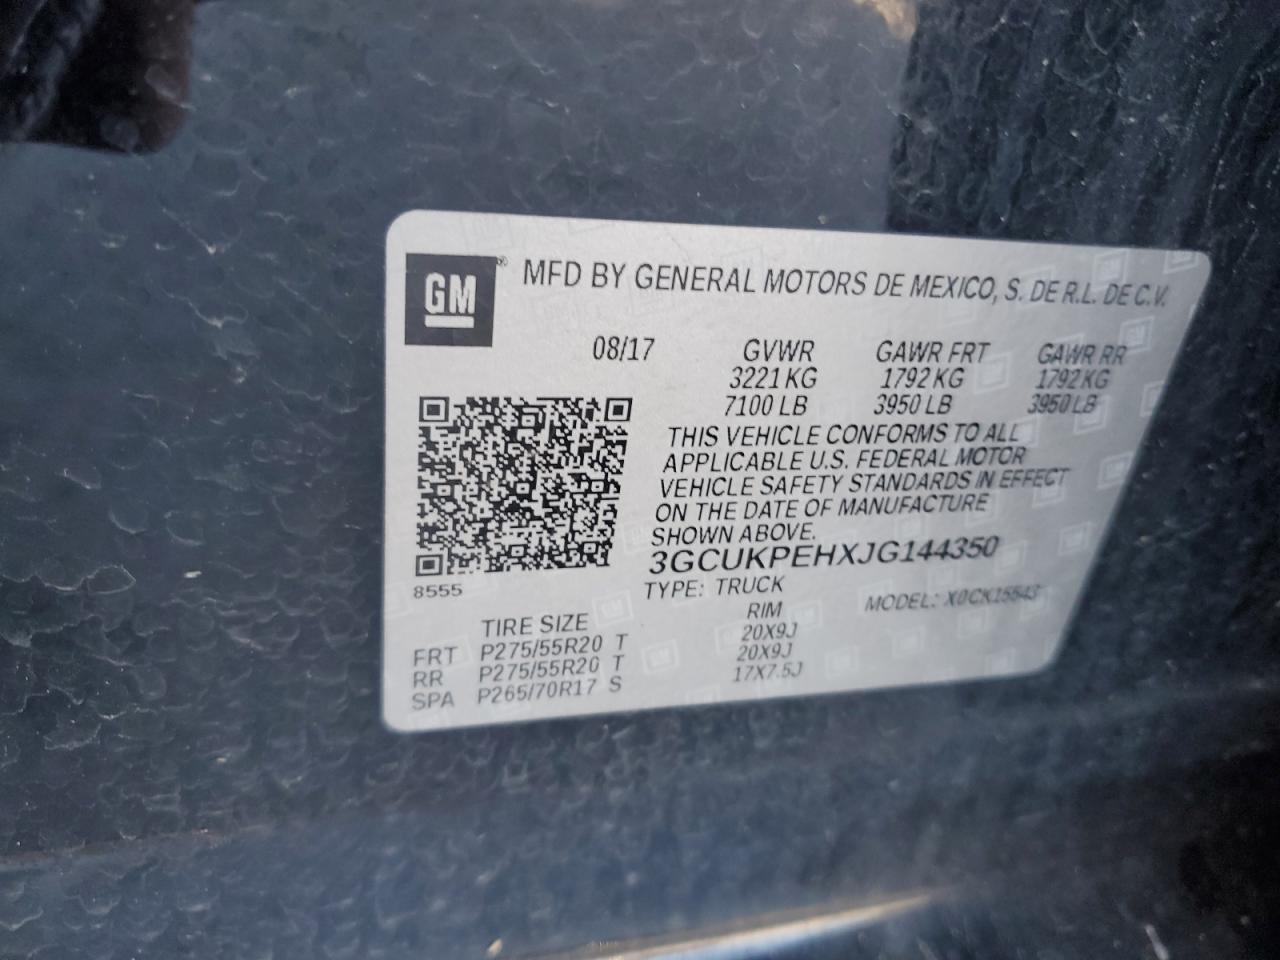 GM ® MFD BY GENERAL MOTORS DE MEXICO, S. DE R.L. DE C.V.
08/17 GVWR GAWR FRT GAWR RR
3221 KG 1792 KG 1792 KG
7100 LB 3950 LB 3950 LB
THIS VEHICLE CONFORMS TO ALL
APPLICABLE U.S. FEDERAL MOTOR
VEHICLE SAFETY STANDARDS IN EFFECT
ON THE DATE OF MANUFACTURE
SHOWN ABOVE.
3GCUKPEHXJG144350
8555 TYPE: TRUCK MODEL: X0CK15543
TIRE SIZE RIM
FRT P275/55R20 T 20X9J
RR P275/55R20 T 20X9J
SPA P265/70R17 S 17X7.5J